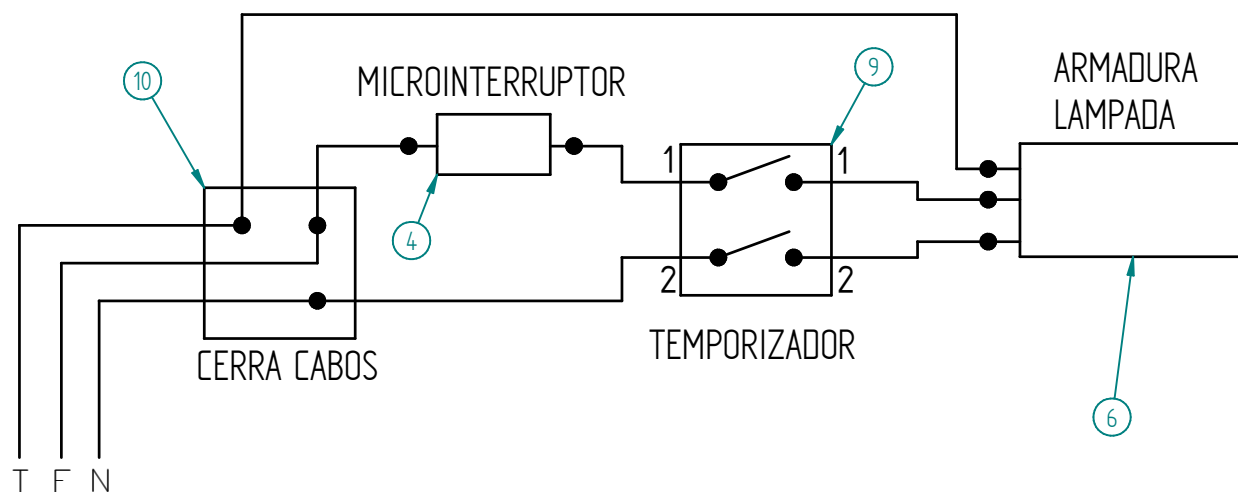 10
MICROINTERRUPTOR
9
ARMADURA
LAMPADA
4
1 1
2 2
CERRA CABOS
TEMPORIZADOR
6
T F N